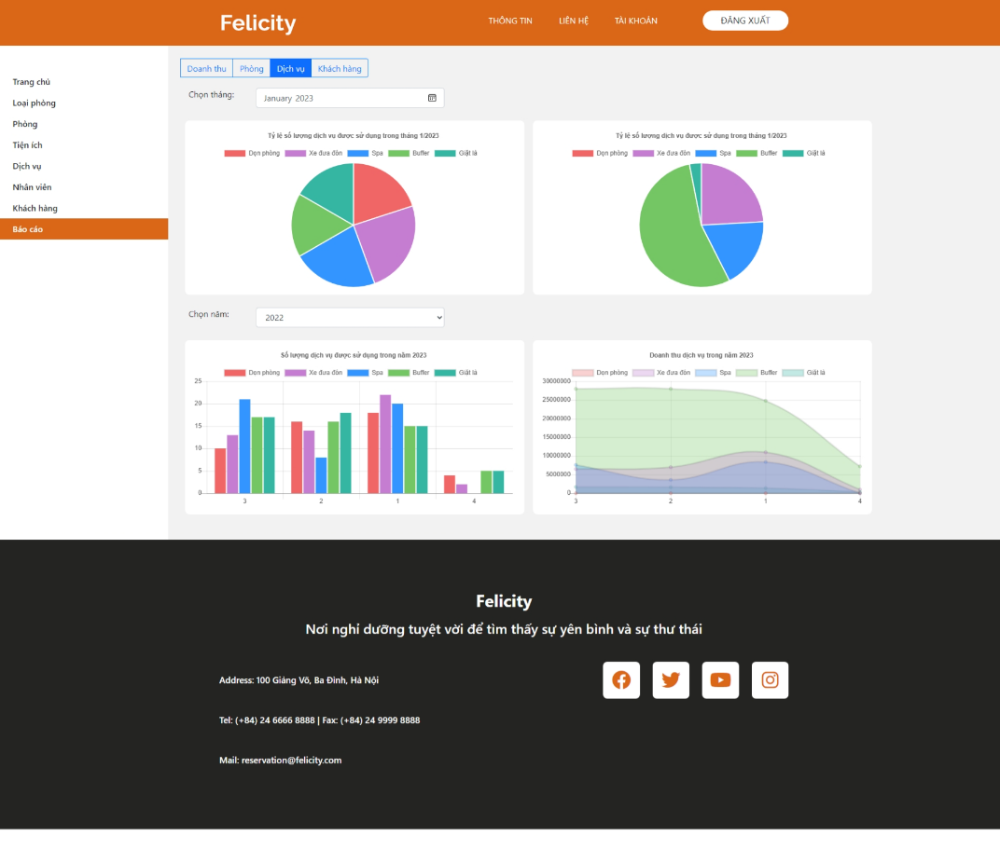 Felicity
THÔNG TIN LIÊN HỆ TÀI KHOẢN ĐĂNG XUẤT
Trang chủ
Loại phòng
Phòng
Tiện ích
Dịch vụ
Nhân viên
Khách hàng
Báo cáo
Doanh thu Phòng Dịch vụ Khách hàng
Chọn tháng: January 2023
Tỷ lệ số lượng dịch vụ được sử dụng trong tháng 1/2023
Dọn phòng Xe đưa đón Spa Buffer Giặt là
Tỷ lệ số lượng dịch vụ được sử dụng trong tháng 1/2023
Dọn phòng Xe đưa đón Spa Buffer Giặt là
Chọn năm: 2022
Số lượng dịch vụ được sử dụng trong năm 2023
Dọn phòng Xe đưa đón Spa Buffer Giặt là
25
20
15
10
5
0
3 2 1 4
Doanh thu dịch vụ trong năm 2023
Dọn phòng Xe đưa đón Spa Buffer Giặt là
30000000
25000000
20000000
15000000
10000000
5000000
0
3 2 1 4
Felicity
Nơi nghỉ dưỡng tuyệt vời để tìm thấy sự yên bình và sự thư thái
Address: 100 Giảng Võ, Ba Đình, Hà Nội
Tel: (+84) 24 6666 8888 | Fax: (+84) 24 9999 8888
Mail: reservation@felicity.com